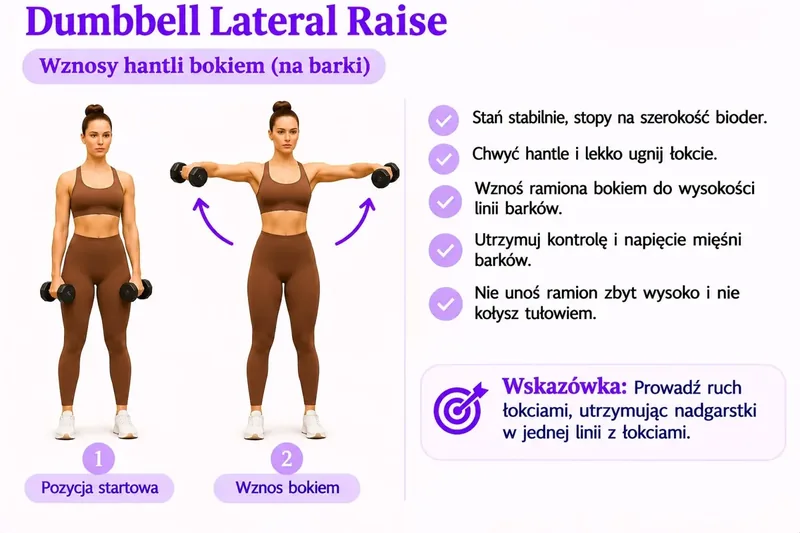 Dumbbell Lateral Raise
Wznosy hantli bokiem (na barki)
Stań stabilnie, stopy na szerokość bioder.
Chwyć hantle i lekko ugnij łokcie.
Wznoś ramiona bokiem do wysokości
linii barków.
Utrzymuj kontrolę i napięcie mięśni
barków.
Nie unoś ramion zbyt wysoko i nie
kołysz tułowiem.
Wskazówka: Prowadź ruch
łokciami, utrzymując nadgarstki
w jednej linii z łokciami.
1
Pozycja startowa
2
Wznos bokiem